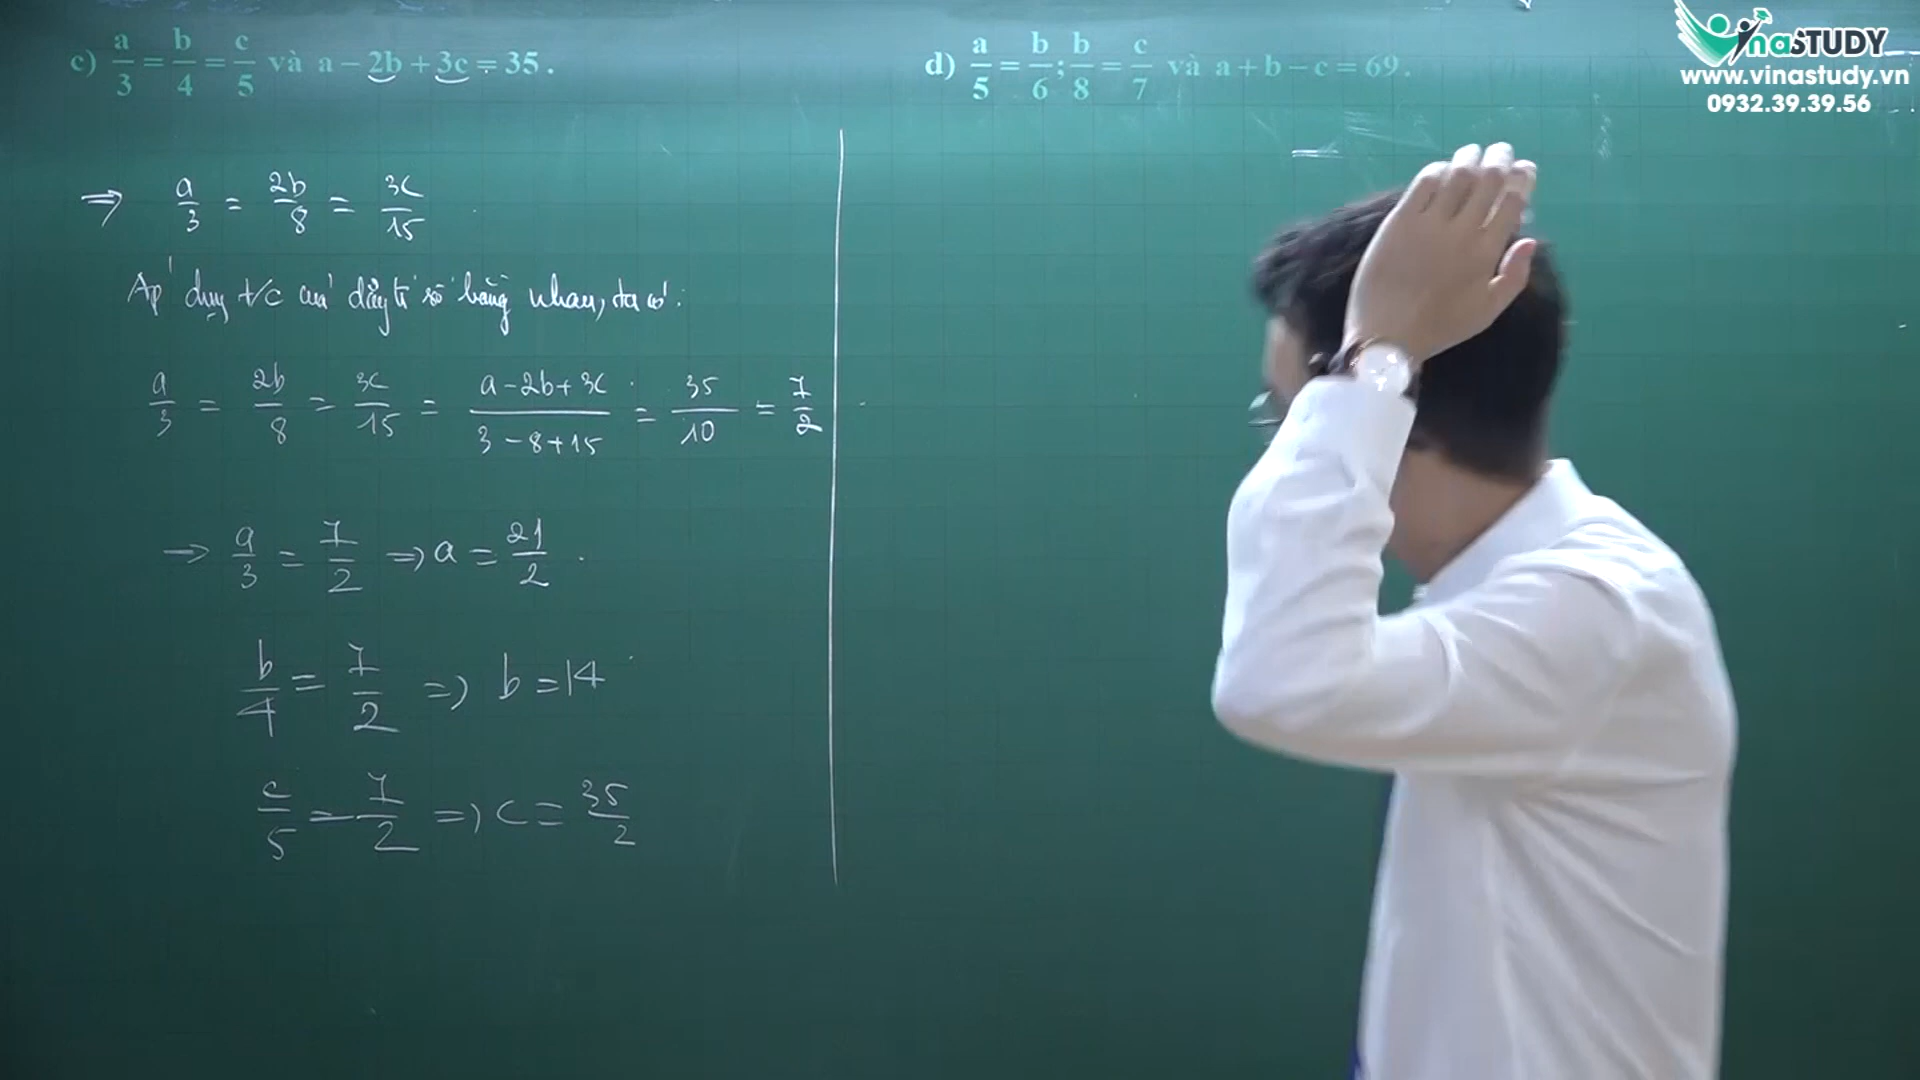 c) a/3 = b/4 = c/5 và a − 2b + 3c = 35.
d) a/5 = b/6; b/8 = c/7 và a + b − c = 69.
VinaSTUDY
www.vinastudy.vn
0932.39.39.56
⇒ a/3 = 2b/8 = 3c/15
Áp dụng t/c của dãy tỉ số bằng nhau, ta có:
a/3 = 2b/8 = 3c/15 = (a − 2b + 3c)/(3 − 8 + 15) = 35/10 = 7/2
→ a/3 = 7/2 ⇒ a = 21/2.
b/4 = 7/2 ⇒ b = 14
c/5 = 7/2 ⇒ c = 35/2